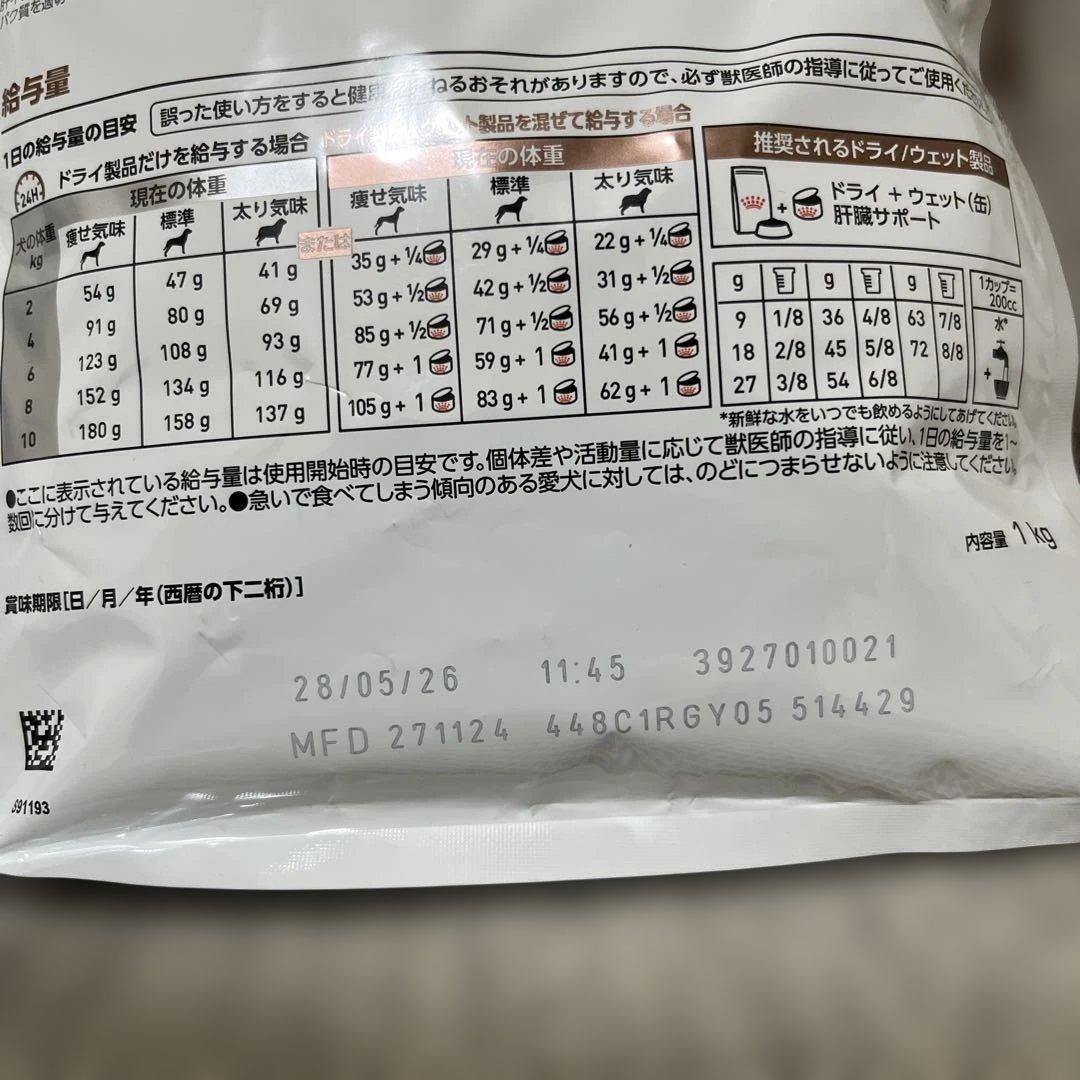 パク質を適
給与量
1日の給与量の目安
誤った使い方をすると健康 ねるおそれがありますので、必ず獣医師の指導に従ってご使用く
24H
ドライ製品だけを給与する場合
現在の体重
犬の体重 kg 痩せ気味 標準 太り気味
2 54 g 47 g 41 g
4 91 g 80 g 69 g
6 123 g 108 g 93 g
8 152 g 134 g 116 g
10 180 g 158 g 137 g
または
ドライ ト製品を混ぜて給与する場合
現在の体重
痩せ気味 標準 太り気味
35 g + 1/4 29 g + 1/4 22 g + 1/4
53 g + 1/2 42 g + 1/2 31 g + 1/2
85 g + 1/2 71 g + 1/2 56 g + 1/2
77 g + 1 59 g + 1 41 g + 1
105 g + 1 83 g + 1 62 g + 1
推奨されるドライ/ウェット製品
+ ドライ + ウェット(缶)
肝臓サポート
g g g 1カップ=
200cc
9 1/8 36 4/8 63 7/8 水*
18 2/8 45 5/8 72 8/8
27 3/8 54 6/8 +
*新鮮な水をいつでも飲めるようにしてあげてください。
●ここに表示されている給与量は使用開始時の目安です。個体差や活動量に応じて獣医師の指導に従い、1日の給与量を1〜
数回に分けて与えてください。●急いで食べてしまう傾向のある愛犬に対しては、のどにつまらせないように注意してください。
内容量 1 kg
賞味期限[日/月/年(西暦の下二桁)]
28/05/26 11:45 3927010021
MFD 271124 448C1RGY05 514429
S91193